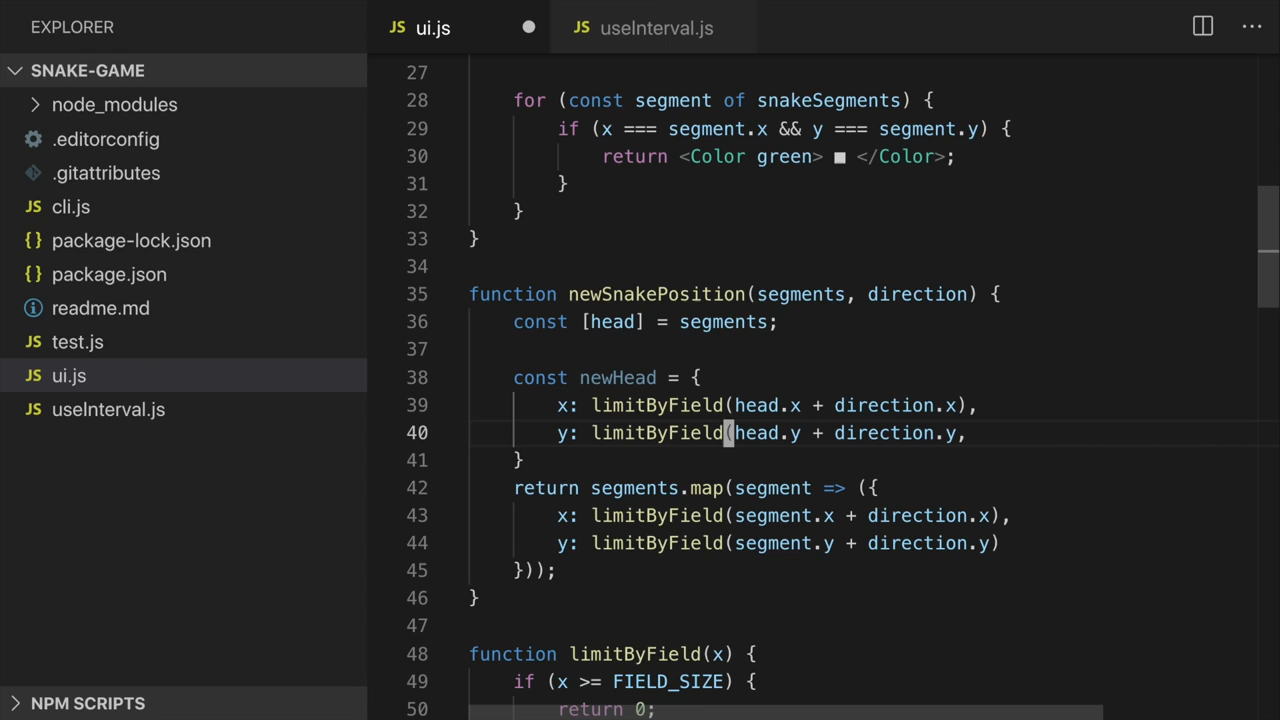 EXPLORER
SNAKE-GAME
node_modules
.editorconfig
.gitattributes
JS cli.js
{} package-lock.json
{} package.json
readme.md
JS test.js
JS ui.js
JS useInterval.js
NPM SCRIPTS
JS ui.js
JS useInterval.js
27
28 for (const segment of snakeSegments) {
29 if (x === segment.x && y === segment.y) {
30 return <Color green> ■ </Color>;
31 }
32 }
33 }
34
35 function newSnakePosition(segments, direction) {
36 const [head] = segments;
37
38 const newHead = {
39 x: limitByField(head.x + direction.x),
40 y: limitByField(head.y + direction.y,
41 }
42 return segments.map(segment => ({
43 x: limitByField(segment.x + direction.x),
44 y: limitByField(segment.y + direction.y)
45 }));
46 }
47
48 function limitByField(x) {
49 if (x >= FIELD_SIZE) {
50 return 0;